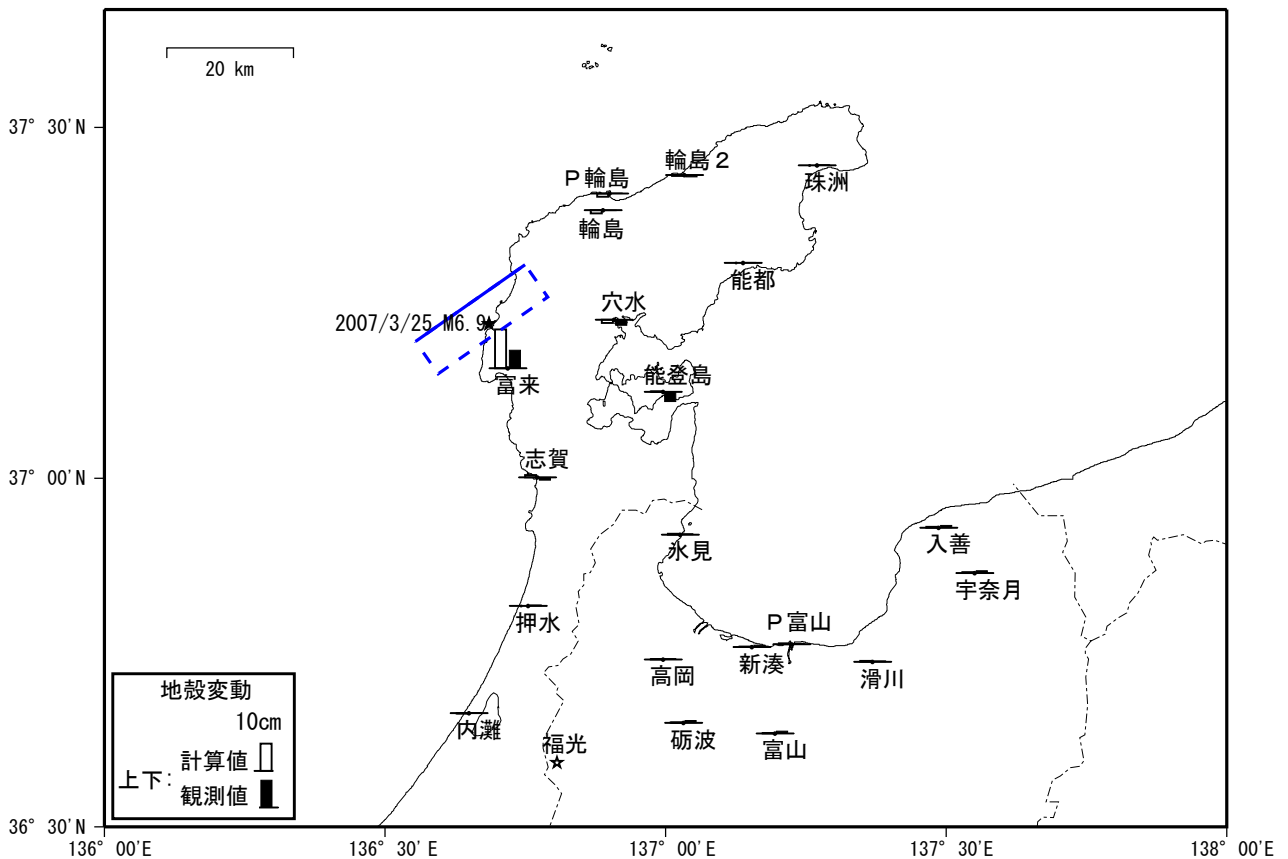 20 km
37° 30'N
輪島２
Ｐ輪島
珠洲
輪島
能都
穴水
2007/3/25 M6.9
能登島
富来
志賀
37° 00'N
氷見
入善
宇奈月
押水
Ｐ富山
新湊
高岡
滑川
地殻変動
10cm
内灘
砺波
富山
福光
計算値
上下:
観測値
36° 30'N
136° 00'E
136° 30'E
137° 00'E
137° 30'E
138° 00'E